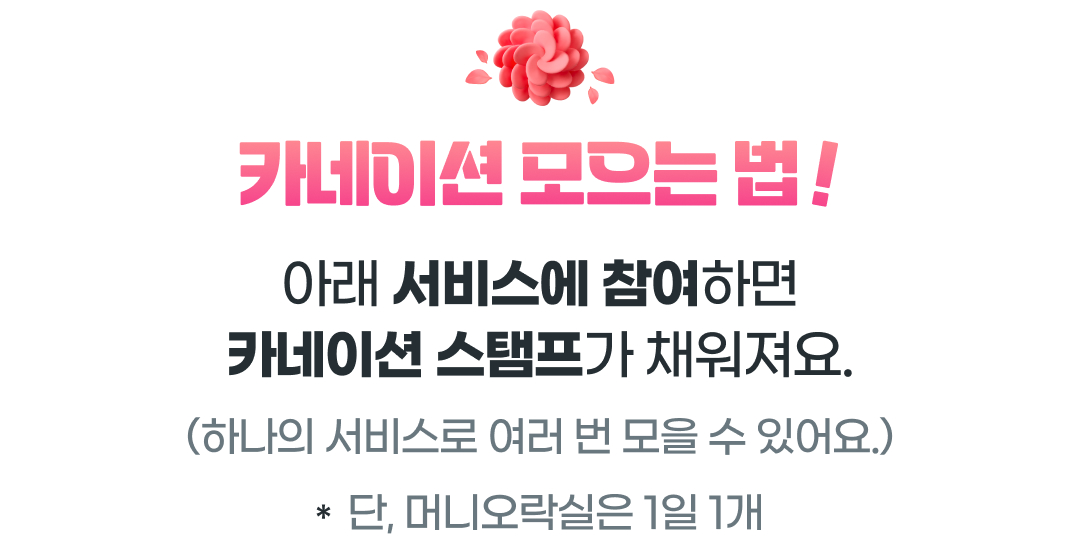 카네이션 모으는 법!
아래 서비스에 참여하면
카네이션 스탬프가 채워져요.
(하나의 서비스로 여러 번 모을 수 있어요.)
* 단, 머니오락실은 1일 1개